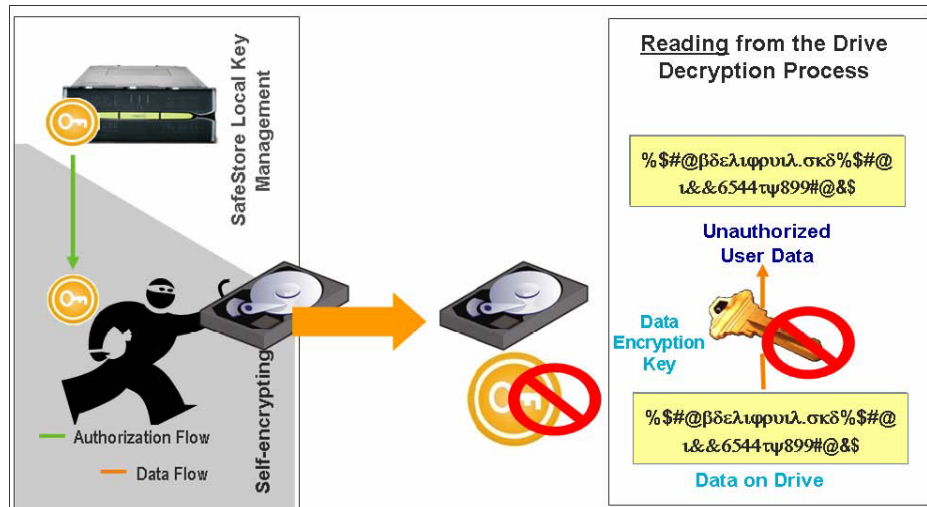 SafeStore Local Key
Management
Self-encrypting
Authorization Flow
Data Flow
Reading from the Drive
Decryption Process
%$#@βδελιφρυιλ.σκδ%$#@
ι&&6544τψ899#@&$
Unauthorized
User Data
Data
Encryption
Key
%$#@βδελιφρυιλ.σκδ%$#@
ι&&6544τψ899#@&$
Data on Drive